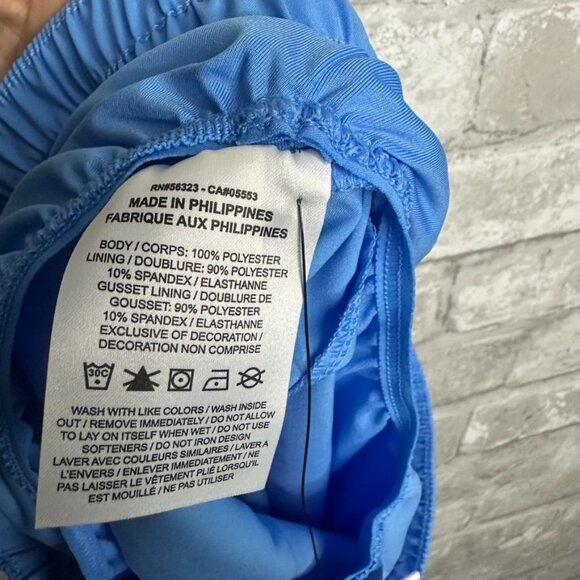 RN#56323 - CA#05553
MADE IN PHILIPPINES
FABRIQUE AUX PHILIPPINES
BODY / CORPS: 100% POLYESTER
LINING / DOUBLURE: 90% POLYESTER
10% SPANDEX / ELASTHANNE
GUSSET LINING / DOUBLURE DE
GOUSSET: 90% POLYESTER
10% SPANDEX / ELASTHANNE
EXCLUSIVE OF DECORATION /
DECORATION NON COMPRISE
30C
WASH WITH LIKE COLORS / WASH INSIDE
OUT / REMOVE IMMEDIATELY / DO NOT ALLOW
TO LAY ON ITSELF WHEN WET / DO NOT USE
SOFTENERS / DO NOT IRON DESIGN
LAVER AVEC COULEURS SIMILAIRES / LAVER À
L'ENVERS / ENLEVER IMMEDIATEMENT / NE
PAS LAISSER LE VÊTEMENT PLIÉ LORSQU'IL
EST MOUILLÉ / NE PAS